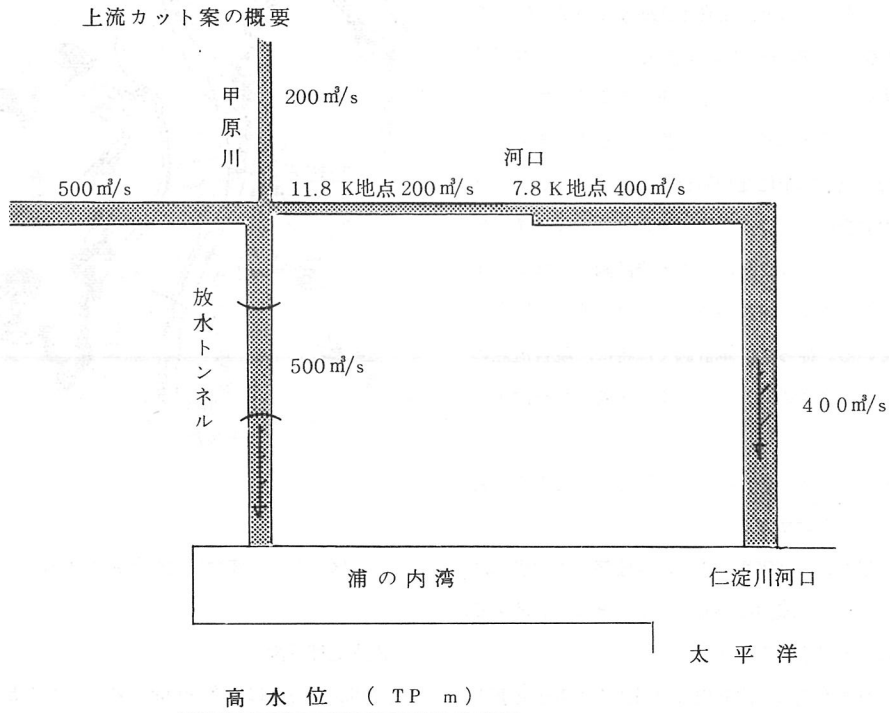 上流カット案の概要
甲原川
200㎥/s
河口
500㎥/s
11.8 K地点 200㎥/s
7.8 K地点 400㎥/s
放水トンネル
500㎥/s
400㎥/s
浦の内湾
仁淀川河口
太平洋
高水位 (TP m)